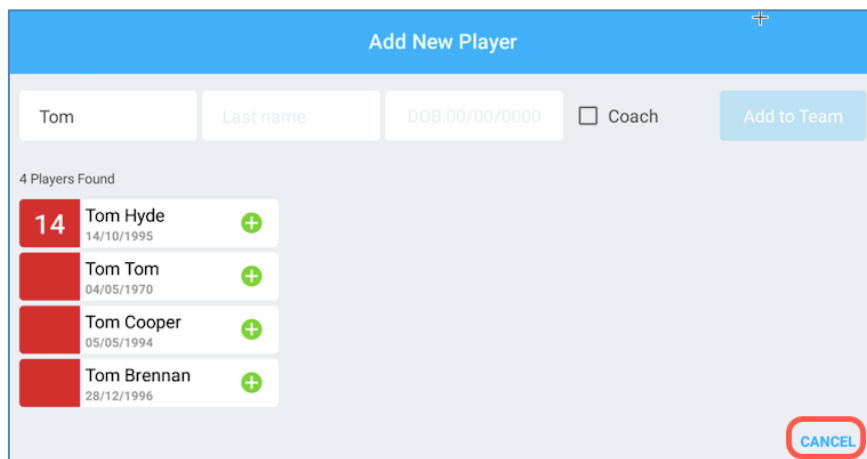 Add New Player
Tom Last name DOB:00/00/0000 Coach Add to Team
4 Players Found
14 Tom Hyde
14/10/1995
Tom Tom
04/05/1970
Tom Cooper
05/05/1994
Tom Brennan
28/12/1996
CANCEL